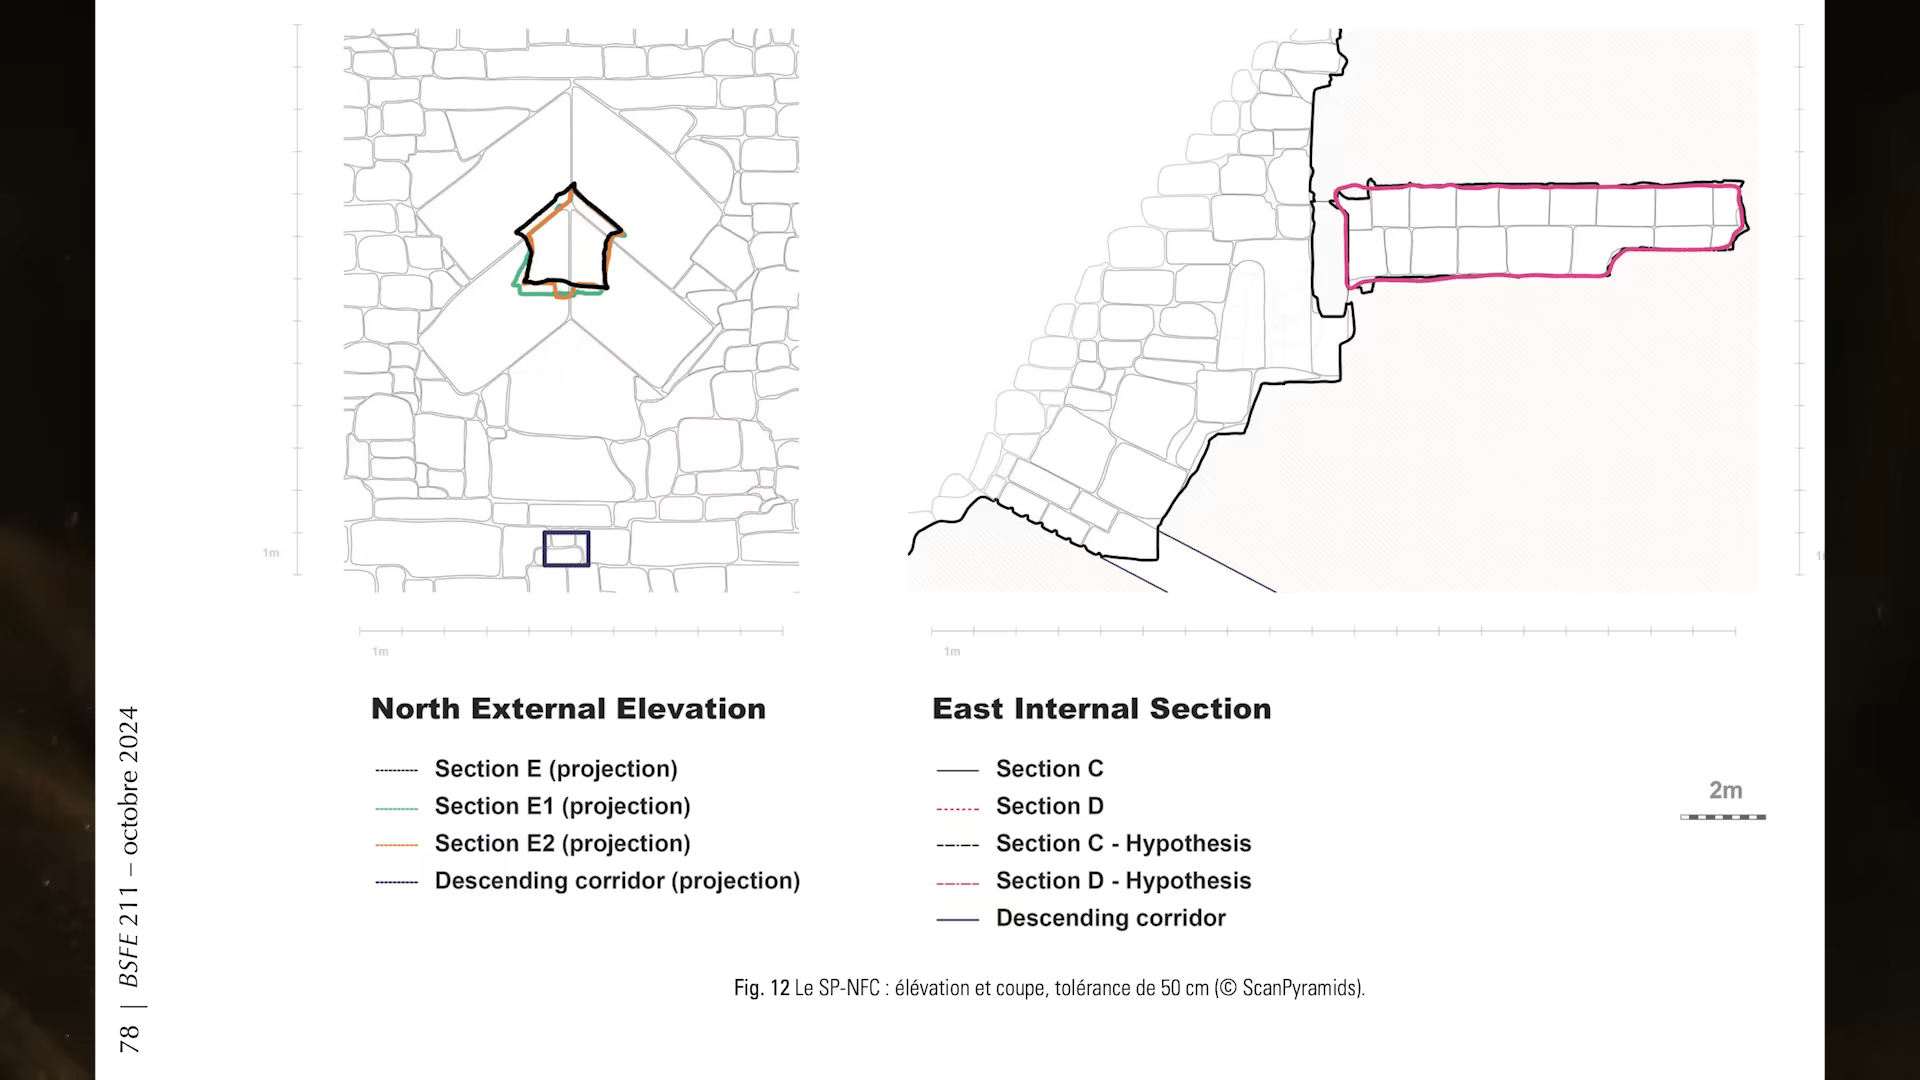 1m
1m
1m
North External Elevation
Section E (projection)
Section E1 (projection)
Section E2 (projection)
Descending corridor (projection)
East Internal Section
Section C
Section D
Section C - Hypothesis
Section D - Hypothesis
Descending corridor
2m
Fig. 12 Le SP-NFC : élévation et coupe, tolérance de 50 cm (© ScanPyramids).
78 | BSFE 211 – octobre 2024